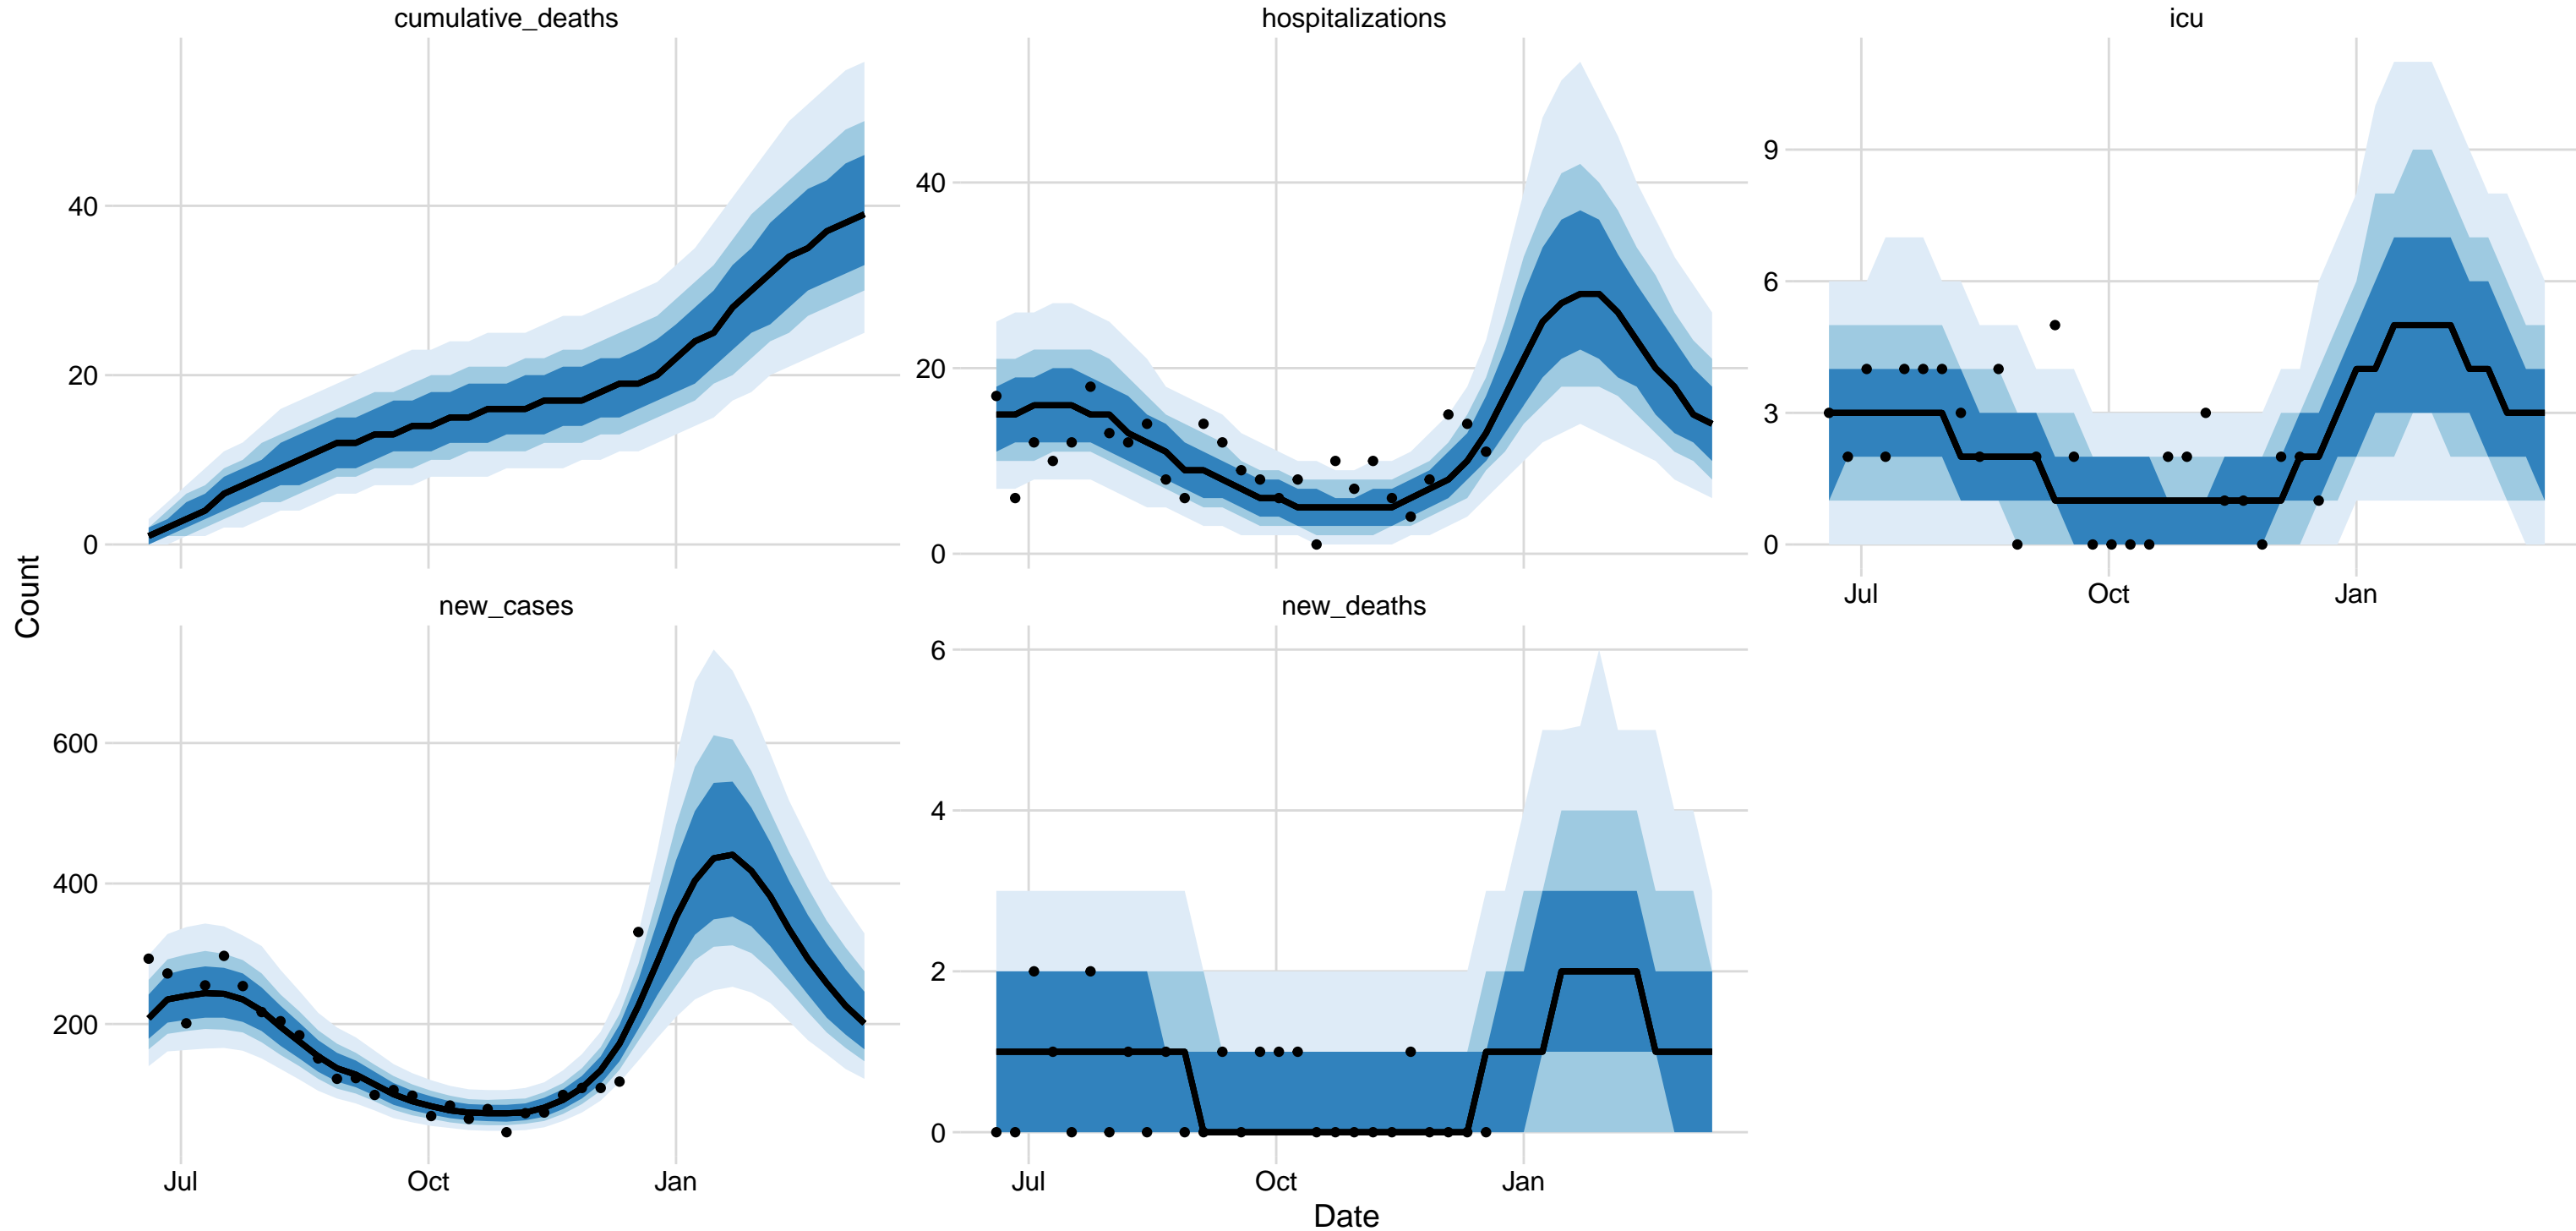 cumulative_deaths
hospitalizations
icu
40
20
0
40
20
0
9
6
3
0
Jul Oct Jan
Count
new_cases
new_deaths
600
400
200
6
4
2
0
Jul Oct Jan
Jul Oct Jan
Date